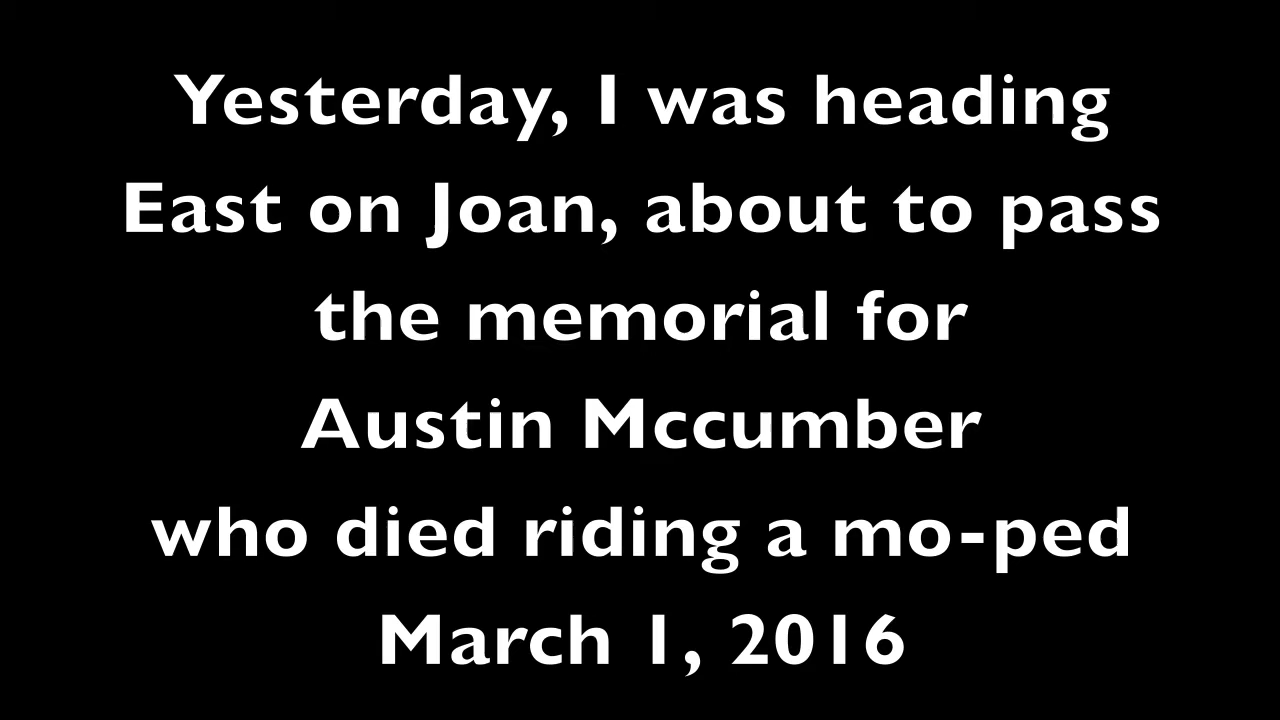 Yesterday, I was heading
East on Joan, about to pass
the memorial for
Austin Mccumber
who died riding a mo-ped
March 1, 2016